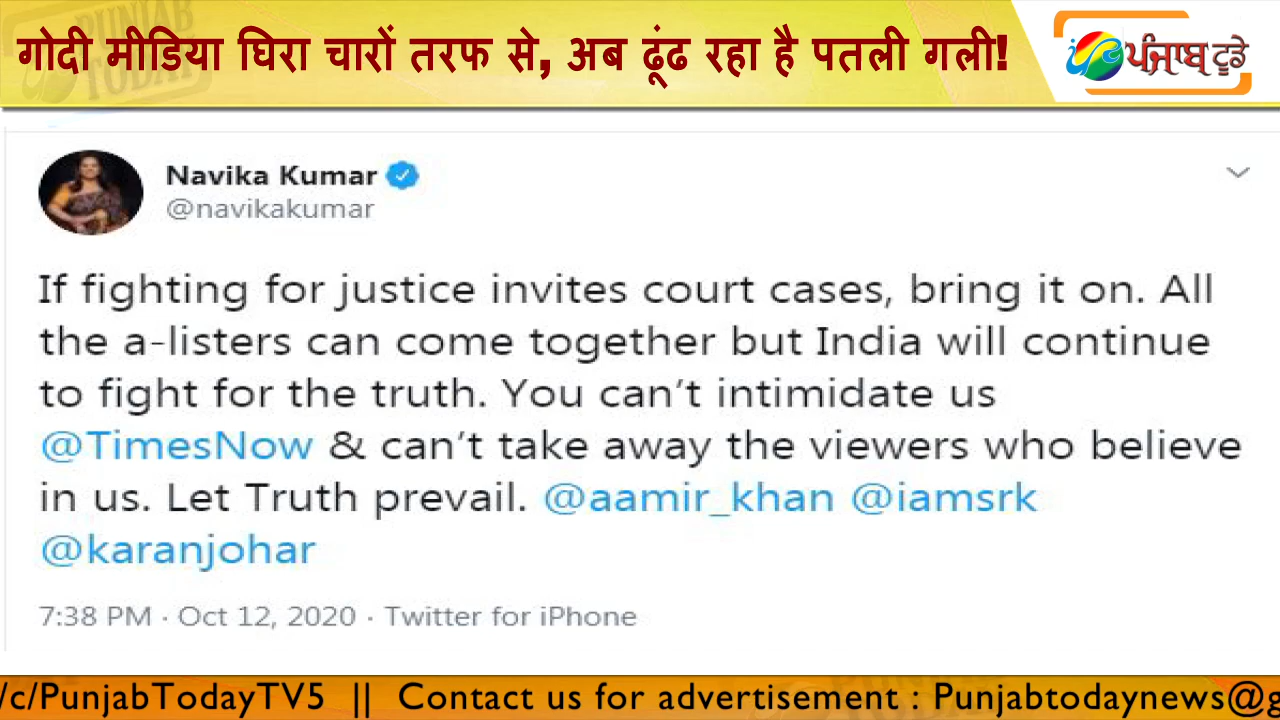 गोदी मीडिया घिरा चारों तरफ से, अब ढूंढ रहा है पतली गली!
ਪੰਜਾਬ ਟੂਡੇ
PUNJAB TODAY
Navika Kumar
@navikakumar
If fighting for justice invites court cases, bring it on. All
the a-listers can come together but India will continue
to fight for the truth. You can't intimidate us
@TimesNow & can't take away the viewers who believe
in us. Let Truth prevail. @aamir_khan @iamsrk
@karanjohar
7:38 PM · Oct 12, 2020 · Twitter for iPhone
/c/PunjabTodayTV5 || Contact us for advertisement : Punjabtodaynews@g